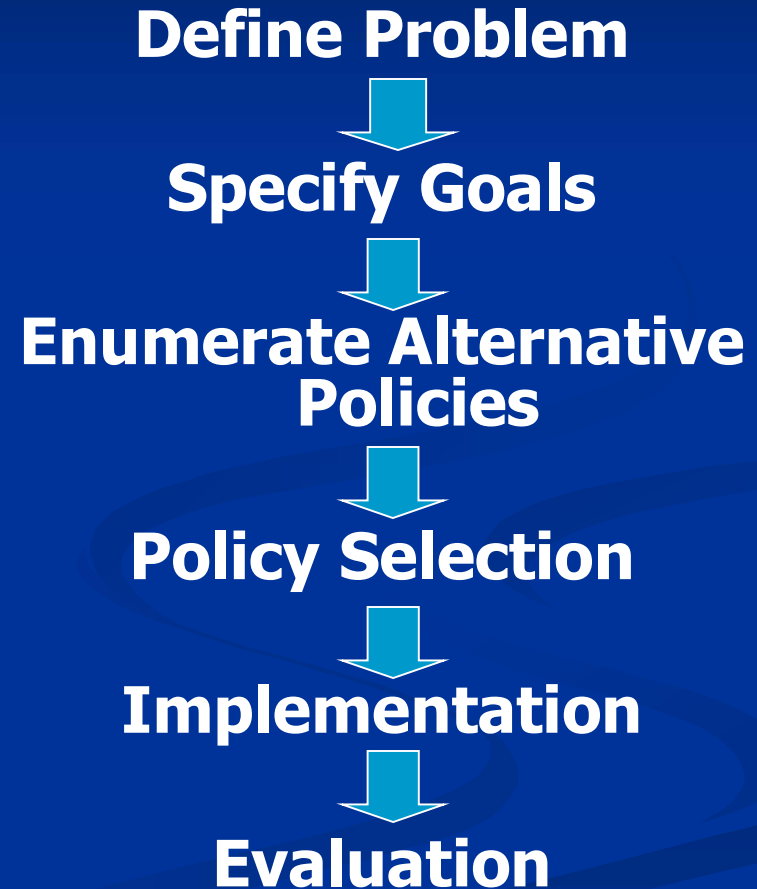 Define Problem
Specify Goals
Enumerate Alternative
Policies
Policy Selection
Implementation
Evaluation